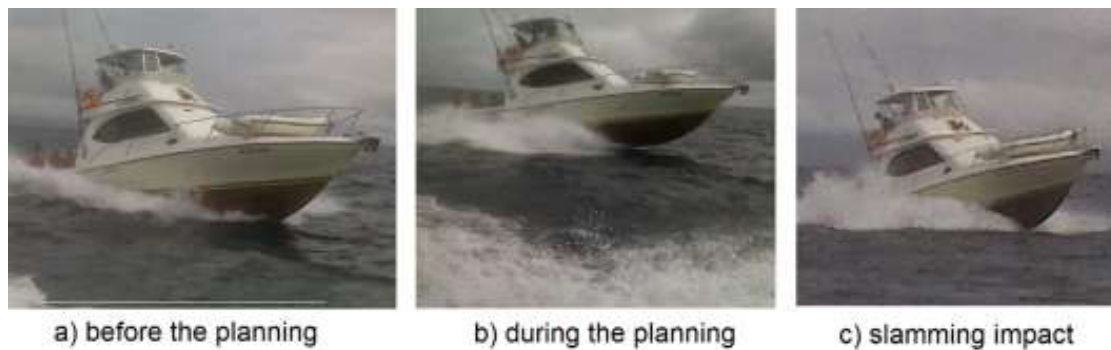 a) before the planning
b) during the planning
c) slamming impact